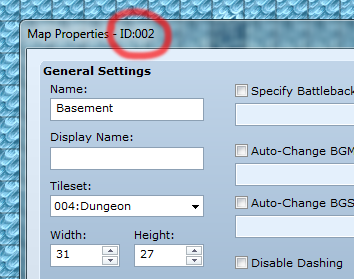 Map Properties - ID:002
General Settings
Name:
Basement
Display Name:
Tileset:
004:Dungeon
Width:
Height:
31
27
Specify Battleback
Auto-Change BGM
Auto-Change BGS
Disable Dashing